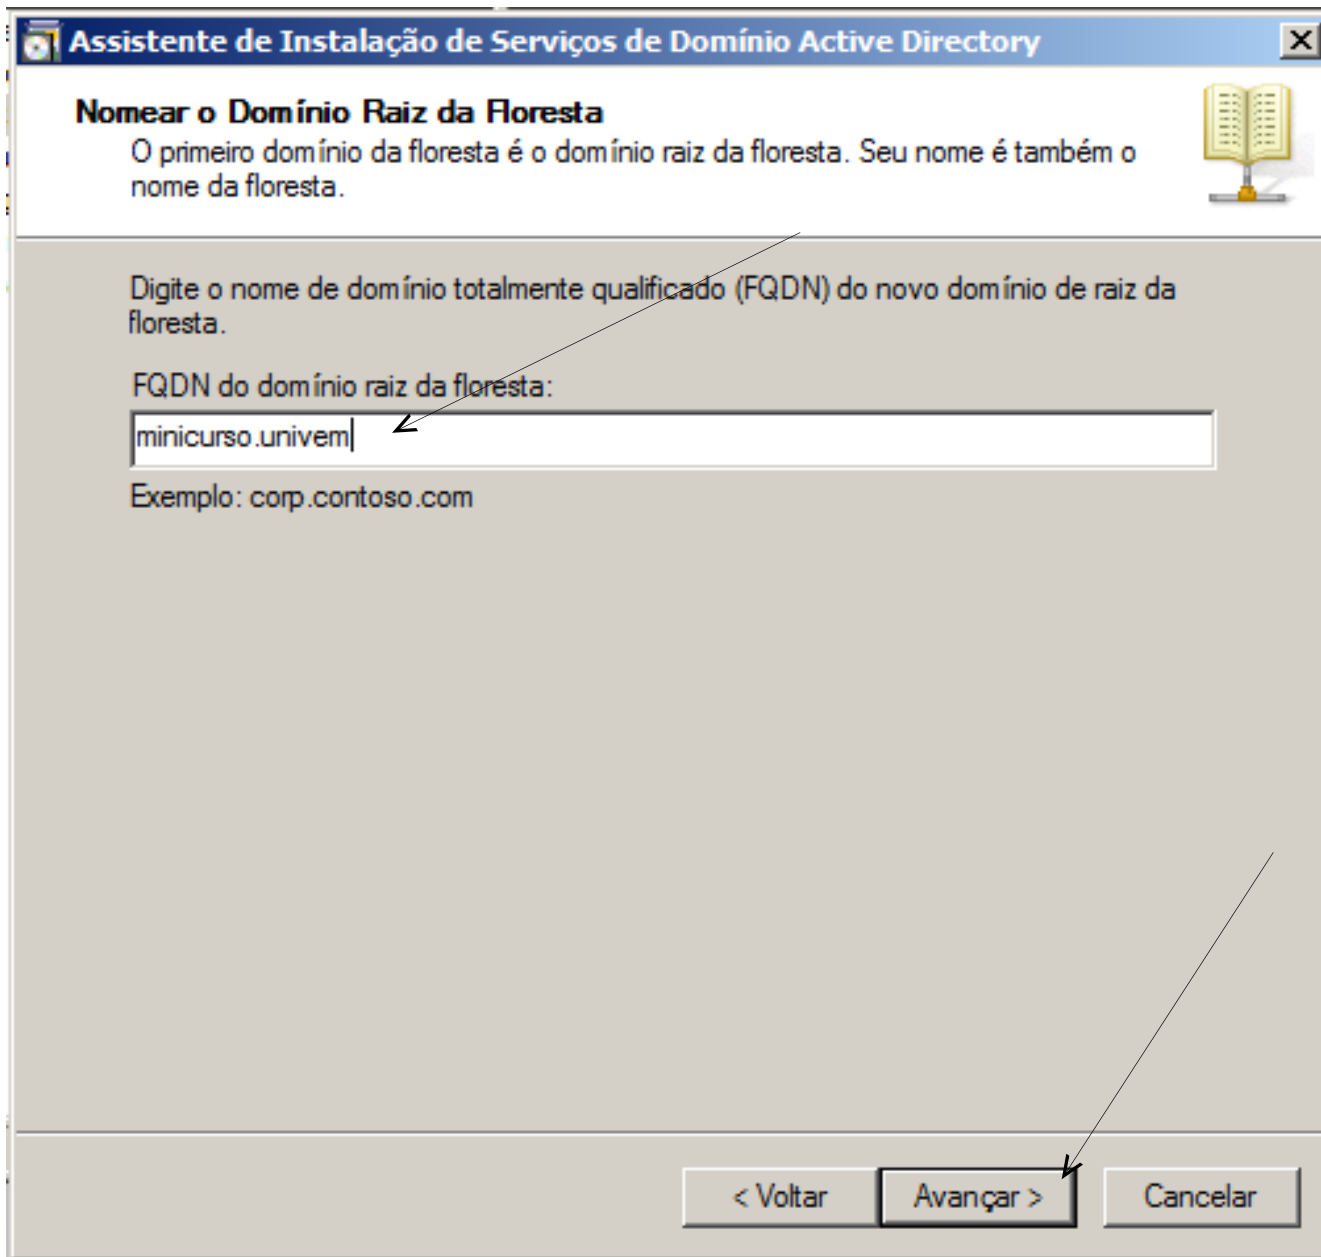 Assistente de Instalação de Serviços de Domínio Active Directory
Nomear o Domínio Raiz da Floresta
O primeiro domínio da floresta é o domínio raiz da floresta. Seu nome é também o
nome da floresta.
Digite o nome de domínio totalmente qualificado (FQDN) do novo domínio de raiz da
floresta.
FQDN do domínio raiz da floresta:
minicurso.univem
Exemplo: corp.contoso.com
< Voltar
Avançar >
Cancelar